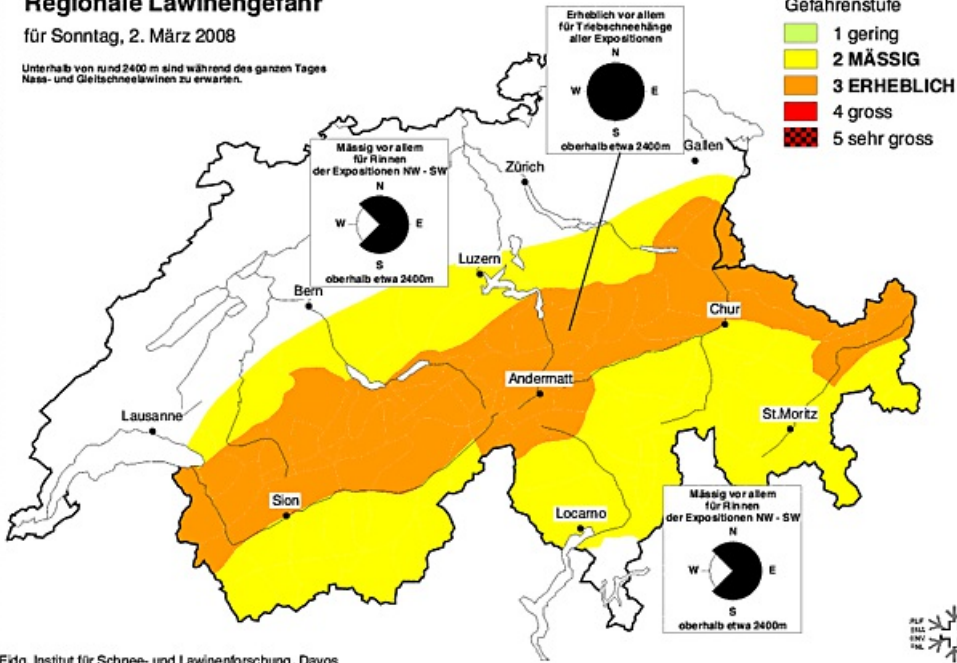 Regionale Lawinengefahr
für Sonntag, 2. März 2008
Unterhalb von rund 2400 m sind während des ganzen Tages
Nass- und Gleitschneelawinen zu erwarten.
Erheblich vor allem
für Triebschneehänge
aller Expositionen
N
W E
S
oberhalb etwa 2400m
Gefahrenstufe
1 gering
2 MÄSSIG
3 ERHEBLICH
4 gross
5 sehr gross
Mässig vor allem
für Rinnen
der Expositionen NW - SW
N
W E
S
oberhalb etwa 2400m
Gallen
Zürich
Luzern
Bern
Chur
Andermatt
Lausanne
St.Moritz
Sion
Locarno
Mässig vor allem
für Rinnen
der Expositionen NW - SW
N
W E
S
oberhalb etwa 2400m
Eidg. Institut für Schnee- und Lawinenforschung, Davos